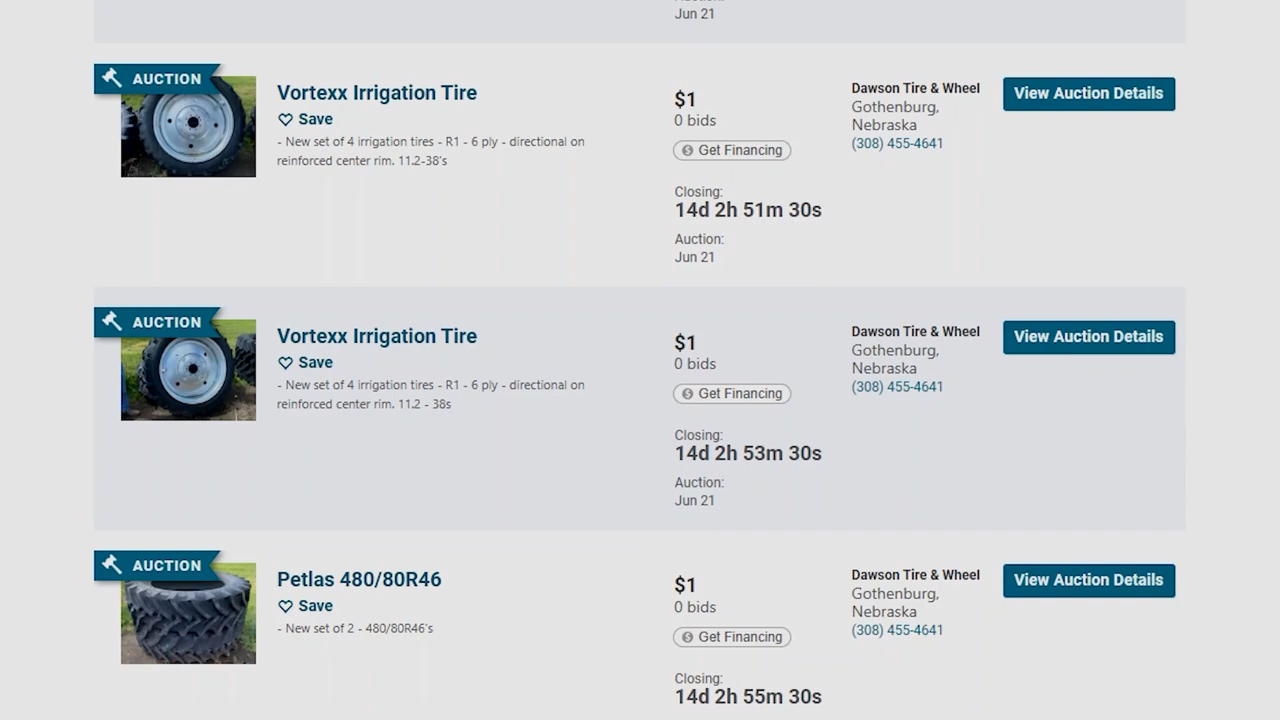 Jun 21
AUCTION
Vortexx Irrigation Tire
Save
- New set of 4 irrigation tires - R1 - 6 ply - directional on
reinforced center rim. 11.2-38's
$1
0 bids
Get Financing
Closing:
14d 2h 51m 30s
Auction:
Jun 21
Dawson Tire & Wheel
Gothenburg,
Nebraska
(308) 455-4641
View Auction Details
AUCTION
Vortexx Irrigation Tire
Save
- New set of 4 irrigation tires - R1 - 6 ply - directional on
reinforced center rim. 11.2 - 38s
$1
0 bids
Get Financing
Closing:
14d 2h 53m 30s
Auction:
Jun 21
Dawson Tire & Wheel
Gothenburg,
Nebraska
(308) 455-4641
View Auction Details
AUCTION
Petlas 480/80R46
Save
- New set of 2 - 480/80R46's
$1
0 bids
Get Financing
Closing:
14d 2h 55m 30s
Dawson Tire & Wheel
Gothenburg,
Nebraska
(308) 455-4641
View Auction Details